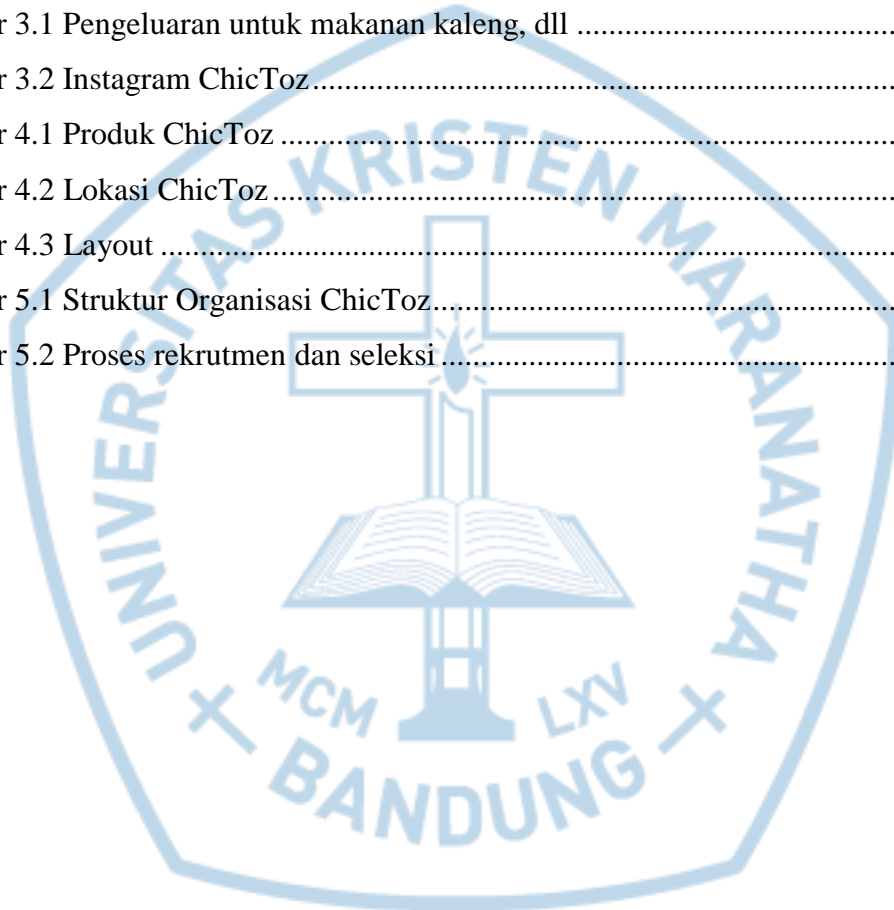 r 3.1 Pengeluaran untuk makanan kaleng, dll ........................................
r 3.2 Instagram ChicToz........................................
r 4.1 Produk ChicToz ........................................
r 4.2 Lokasi ChicToz ........................................
r 4.3 Layout ........................................
r 5.1 Struktur Organisasi ChicToz........................................
r 5.2 Proses rekrutmen dan seleksi ........................................
UNIVERSITAS KRISTEN MARANATHA
MCM LXV
BANDUNG